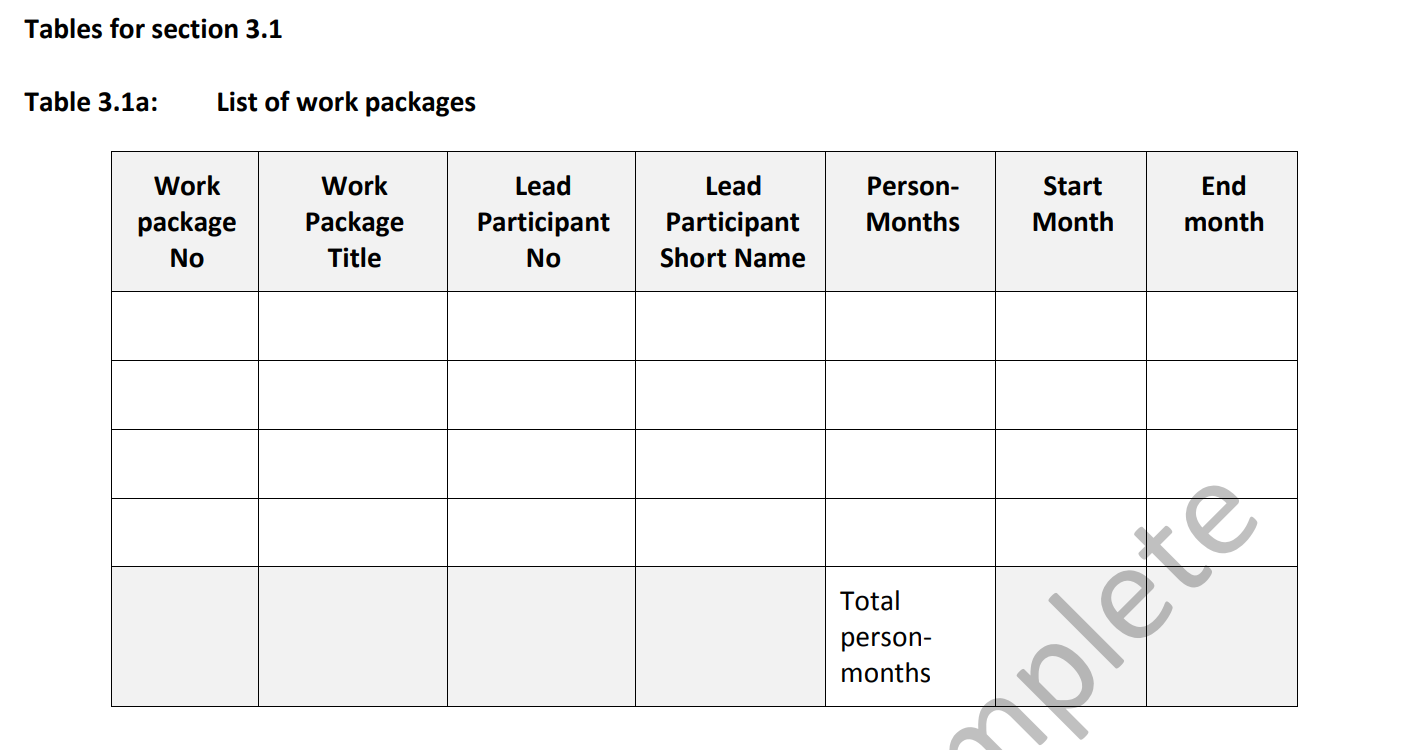 Tables for section 3.1
Table 3.1a: List of work packages
Work package No Work Package Title Lead Participant No Lead Participant Short Name Person-Months Start Month End month
Total
person-
months
mplete